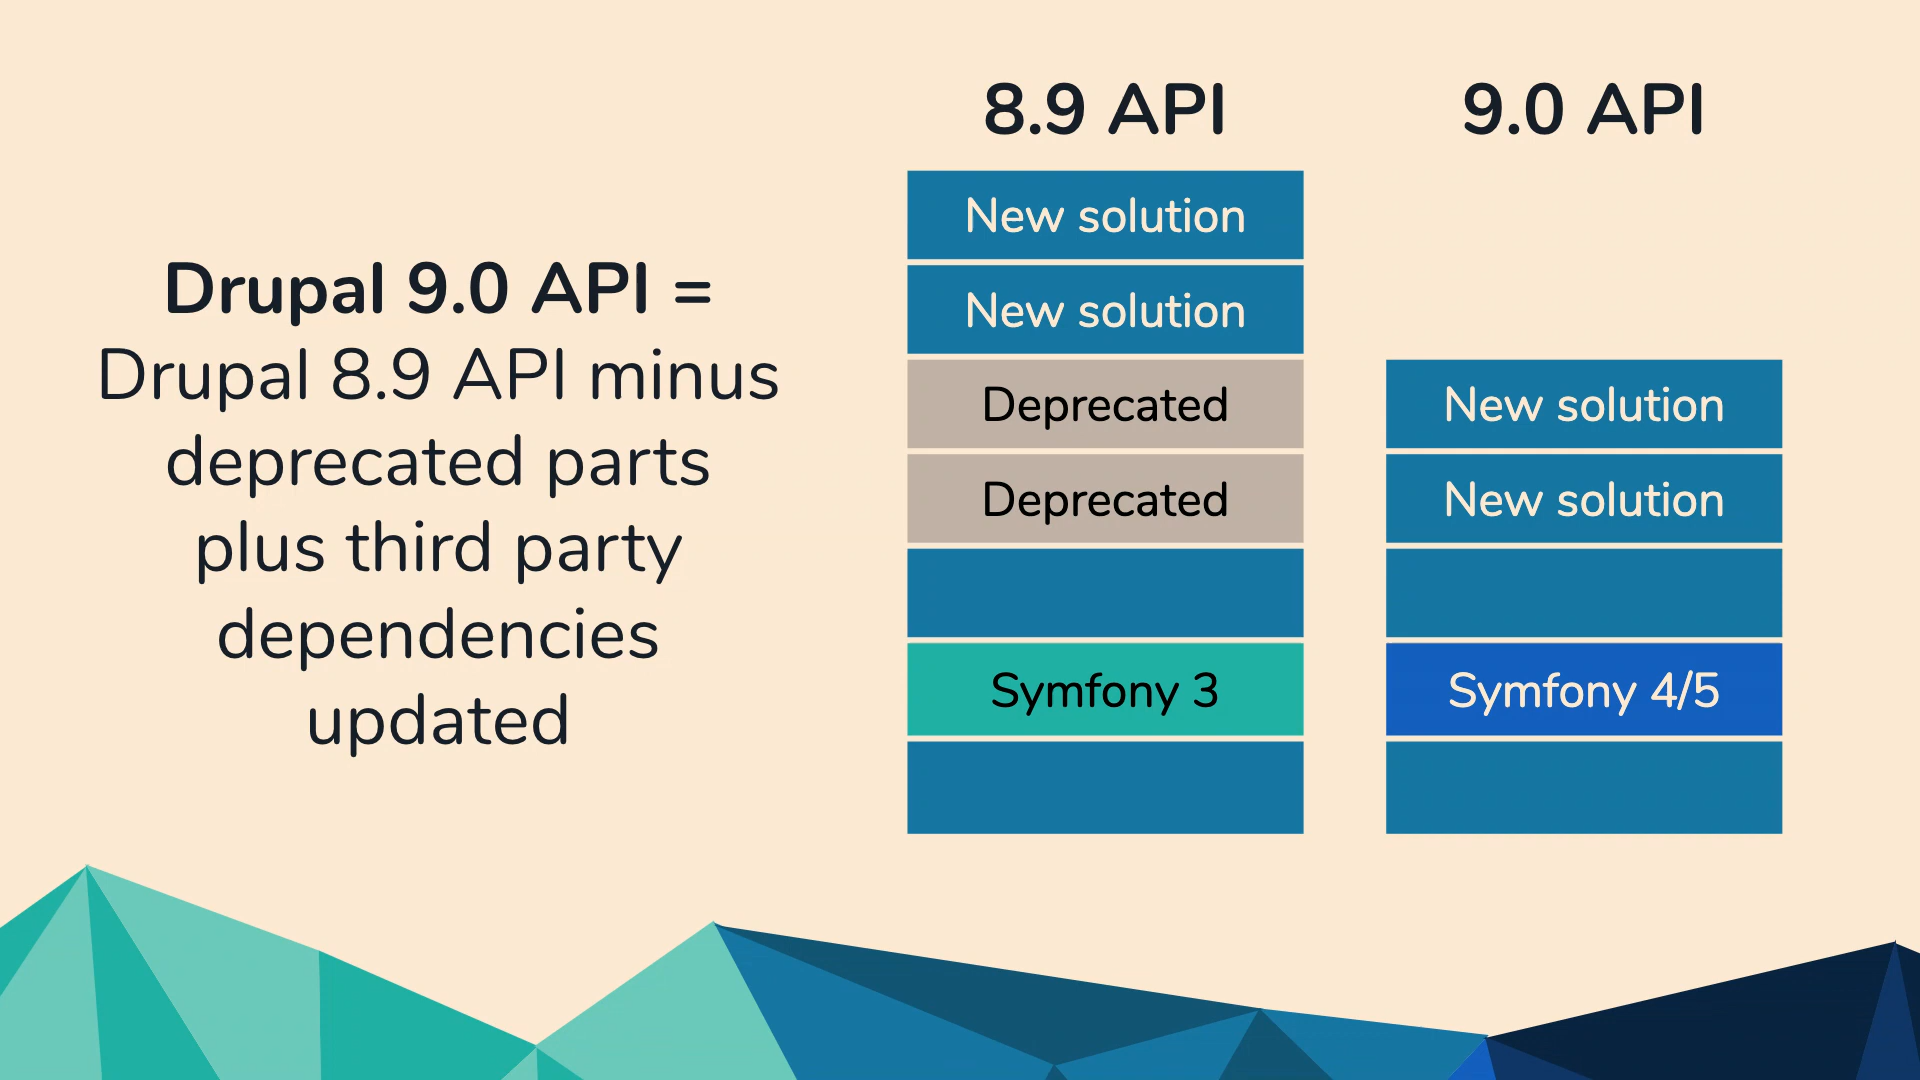 Drupal 9.0 API =
Drupal 8.9 API minus
deprecated parts
plus third party
dependencies
updated
8.9 API
New solution
New solution
Deprecated
Deprecated
Symfony 3
9.0 API
New solution
New solution
Symfony 4/5